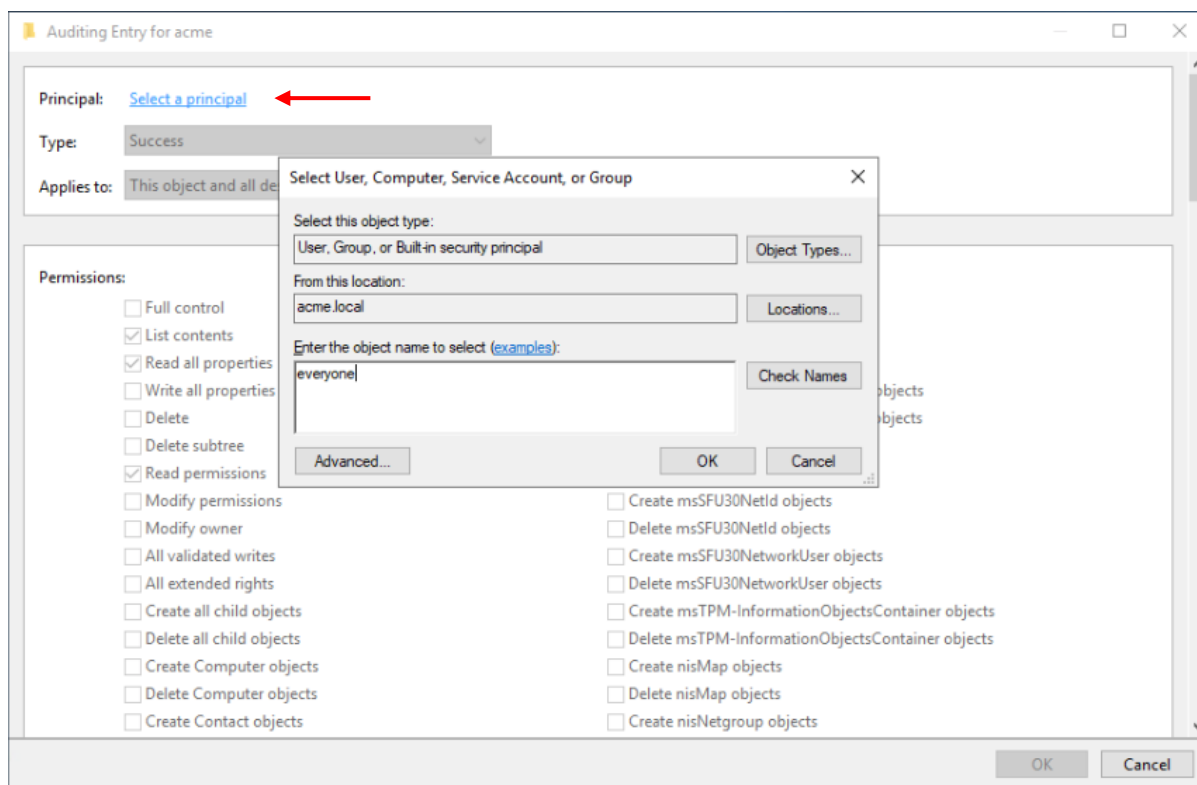 Auditing Entry for acme
Principal: Select a principal
Type: Success
Applies to: This object and all de
Select User, Computer, Service Account, or Group
Select this object type:
User, Group, or Built-in security principal
Object Types...
From this location:
acme.local
Locations...
Enter the object name to select (examples):
everyone
Check Names
Advanced...
OK
Cancel
Permissions:
Full control
List contents
Read all properties
Write all properties
Delete
Delete subtree
Read permissions
Modify permissions
Modify owner
All validated writes
All extended rights
Create all child objects
Delete all child objects
Create Computer objects
Delete Computer objects
Create Contact objects
objects
objects
Create msSFU30NetId objects
Delete msSFU30NetId objects
Create msSFU30NetworkUser objects
Delete msSFU30NetworkUser objects
Create msTPM-InformationObjectsContainer objects
Delete msTPM-InformationObjectsContainer objects
Create nisMap objects
Delete nisMap objects
Create nisNetgroup objects
OK
Cancel